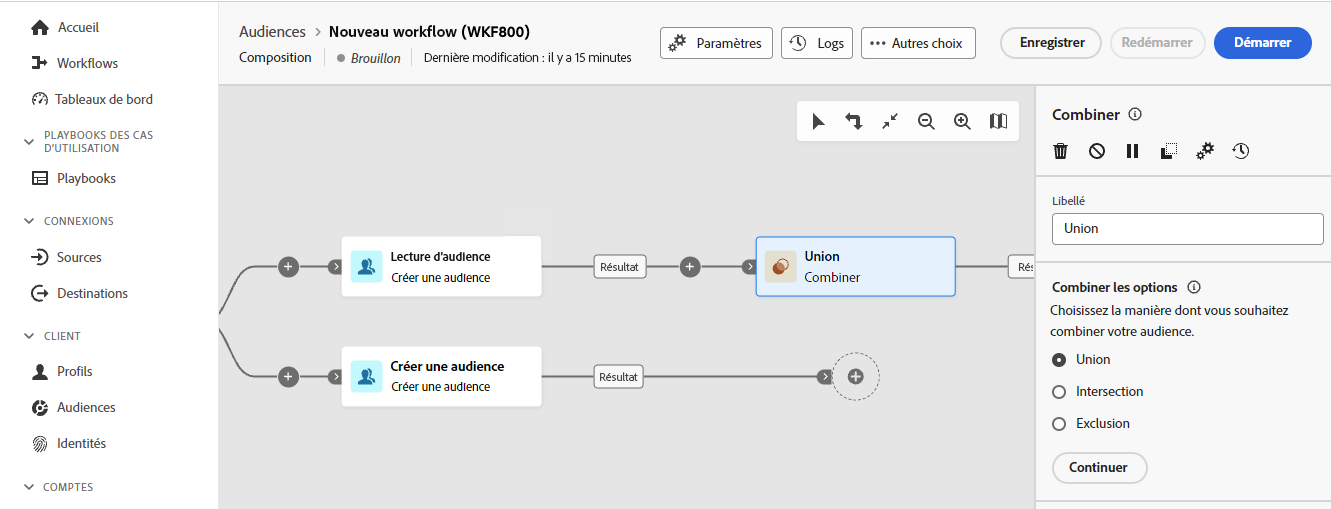 Accueil
Workflows
Tableaux de bord
PLAYBOOKS DES CAS
D'UTILISATION
Playbooks
CONNEXIONS
Sources
Destinations
CLIENT
Profils
Audiences
Identités
COMPTES
Audiences > Nouveau workflow (WKF800)
Composition Brouillon Dernière modification : il y a 15 minutes
Paramètres
Logs
Autres choix
Enregistrer
Redémarrer
Démarrer
Lecture d'audience
Créer une audience
Résultat
Union
Combiner
Rés
Créer une audience
Créer une audience
Résultat
Combiner
Libellé
Union
Combiner les options
Choisissez la manière dont vous souhaitez
combiner votre audience.
Union
Intersection
Exclusion
Continuer